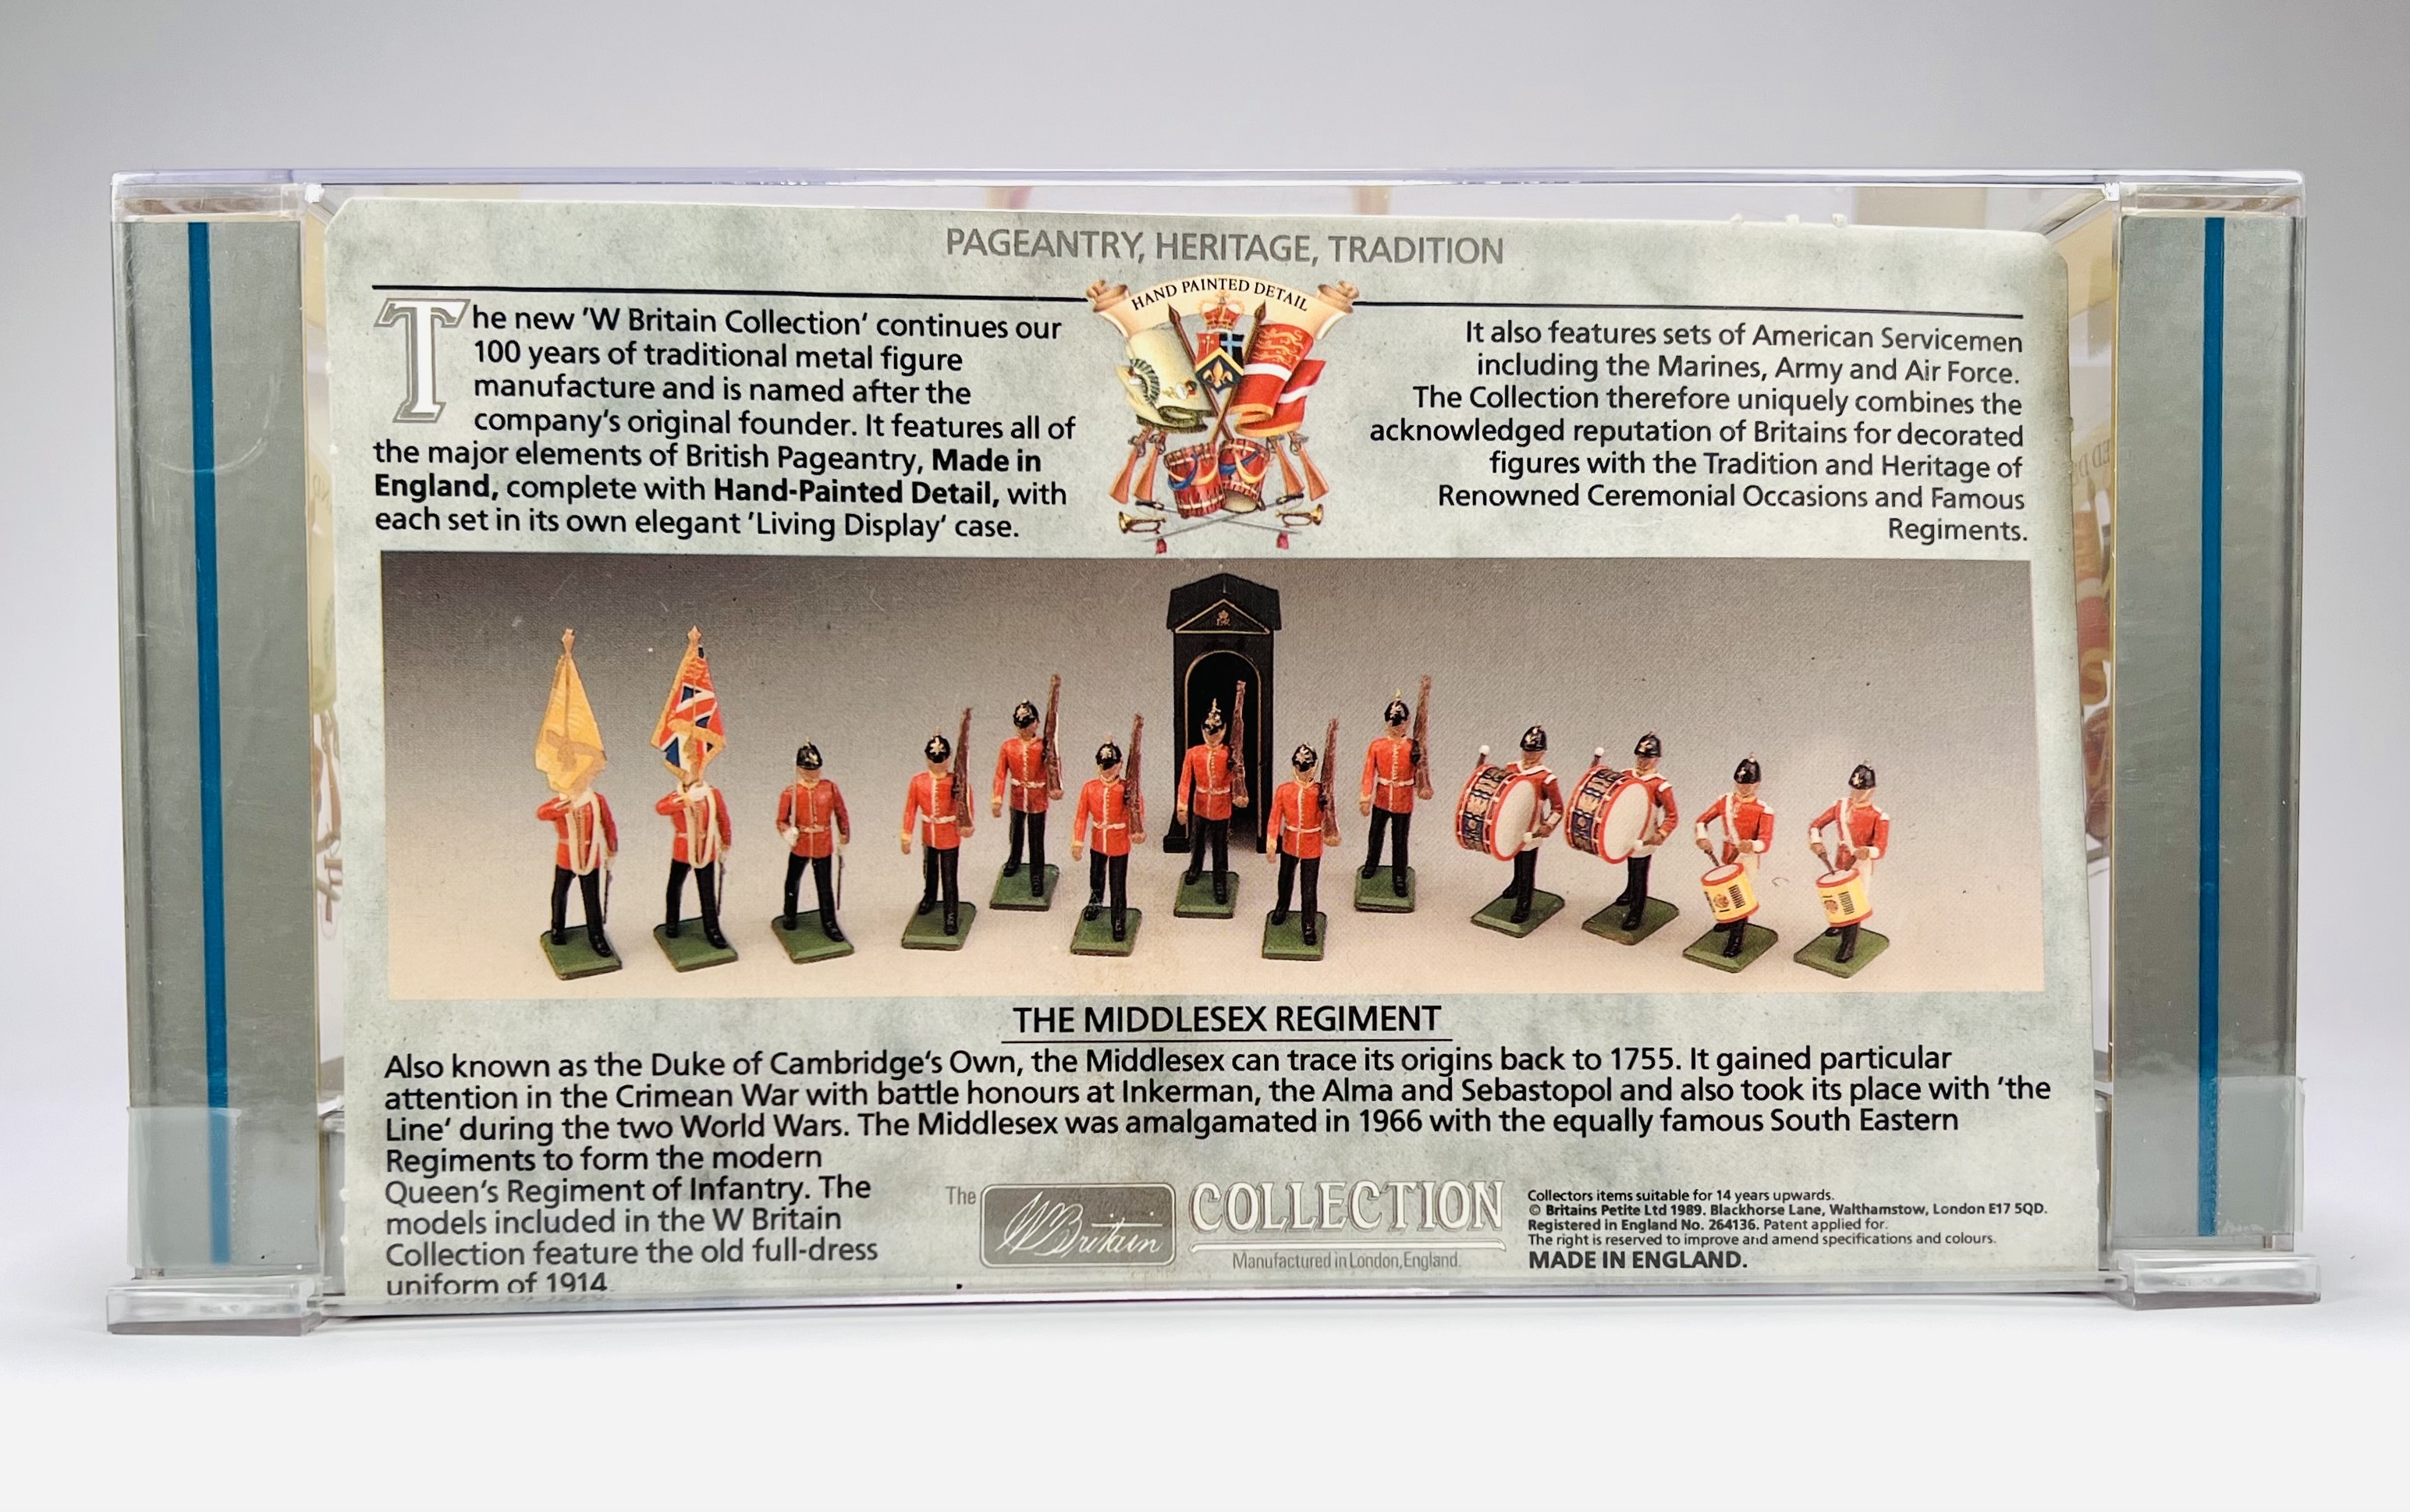 PAGEANTRY, HERITAGE, TRADITION
HAND PAINTED DETAIL
The new 'W Britain Collection' continues our
100 years of traditional metal figure
manufacture and is named after the
company's original founder. It features all of
the major elements of British Pageantry, Made in
England, complete with Hand-Painted Detail, with
each set in its own elegant 'Living Display' case.
It also features sets of American Servicemen
including the Marines, Army and Air Force.
The Collection therefore uniquely combines the
acknowledged reputation of Britains for decorated
figures with the Tradition and Heritage of
Renowned Ceremonial Occasions and Famous
Regiments.
THE MIDDLESEX REGIMENT
Also known as the Duke of Cambridge's Own, the Middlesex can trace its origins back to 1755. It gained particular
attention in the Crimean War with battle honours at Inkerman, the Alma and Sebastopol and also took its place with 'the
Line' during the two World Wars. The Middlesex was amalgamated in 1966 with the equally famous South Eastern
Regiments to form the modern
Queen's Regiment of Infantry. The
models included in the W Britain
Collection feature the old full-dress
uniform of 1914
The W Britain COLLECTION
Manufactured in London, England.
Collectors items suitable for 14 years upwards.
© Britains Petite Ltd 1989. Blackhorse Lane, Walthamstow, London E17 5QD.
Registered in England No. 264136. Patent applied for.
The right is reserved to improve and amend specifications and colours.
MADE IN ENGLAND.